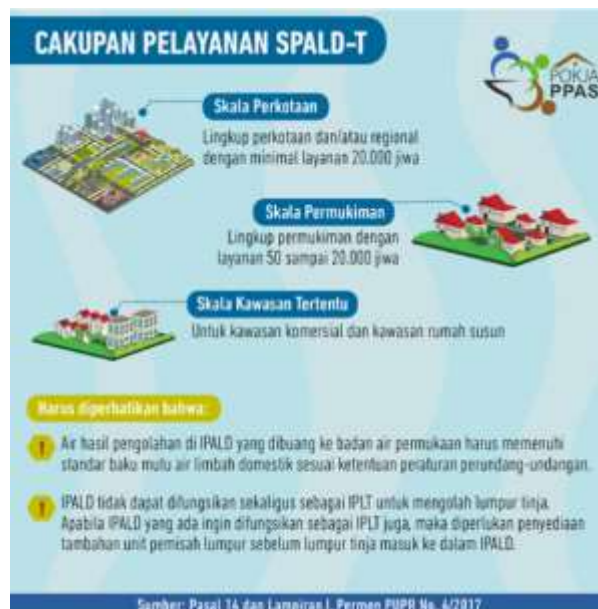 CAKUPAN PELAYANAN SPALD-T
POKJA
PPAS
Skala Perkotaan
Lingkup perkotaan dan/atau regional
dengan minimal layanan 20.000 jiwa
Skala Permukiman
Lingkup permukiman dengan
layanan 50 sampai 20.000 jiwa
Skala Kawasan Tertentu
Untuk kawasan komersial dan kawasan rumah susun
Harus diperhatikan bahwa:
! Air hasil pengolahan di IPALD yang dibuang ke badan air permukaan harus memenuhi
standar baku mutu air limbah domestik sesuai ketentuan peraturan perundang-undangan.
! IPALD tidak dapat difungsikan sekaligus sebagai IPLT untuk mengolah lumpur tinja.
Apabila IPALD yang ada ingin difungsikan sebagai IPLT juga, maka diperlukan penyediaan
tambahan unit pemisah lumpur sebelum lumpur tinja masuk ke dalam IPALD.
Sumber: Pasal 14 dan Lampiran I, Permen PUPR No. 4/2017